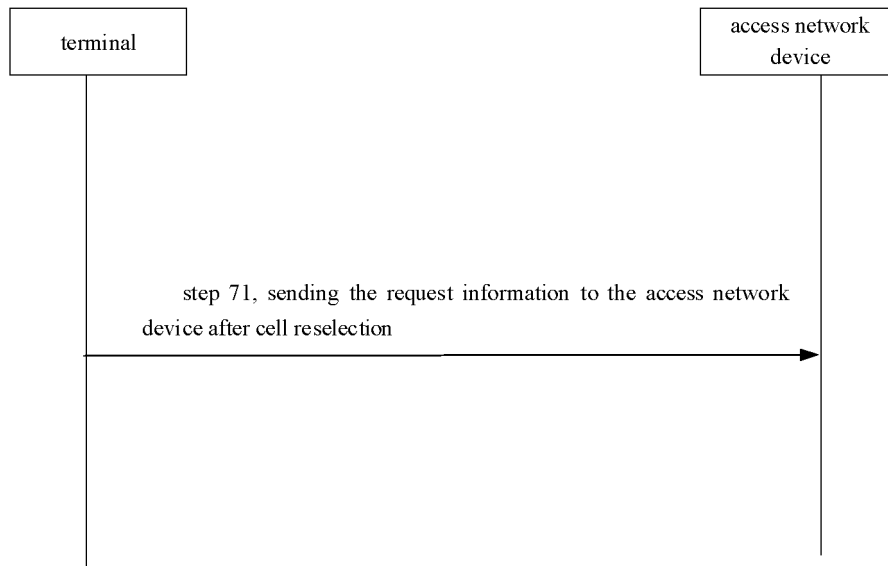 terminal
access network
device
step 71, sending the request information to the access network
device after cell reselection